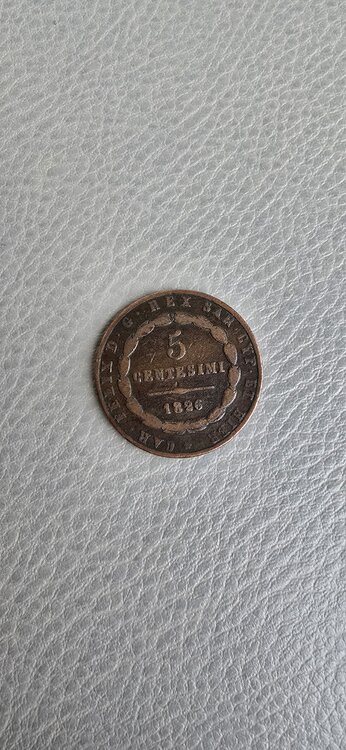 CAR FELIX D G REX SAR CYP ET HIER
5
CENTESIMI
1826